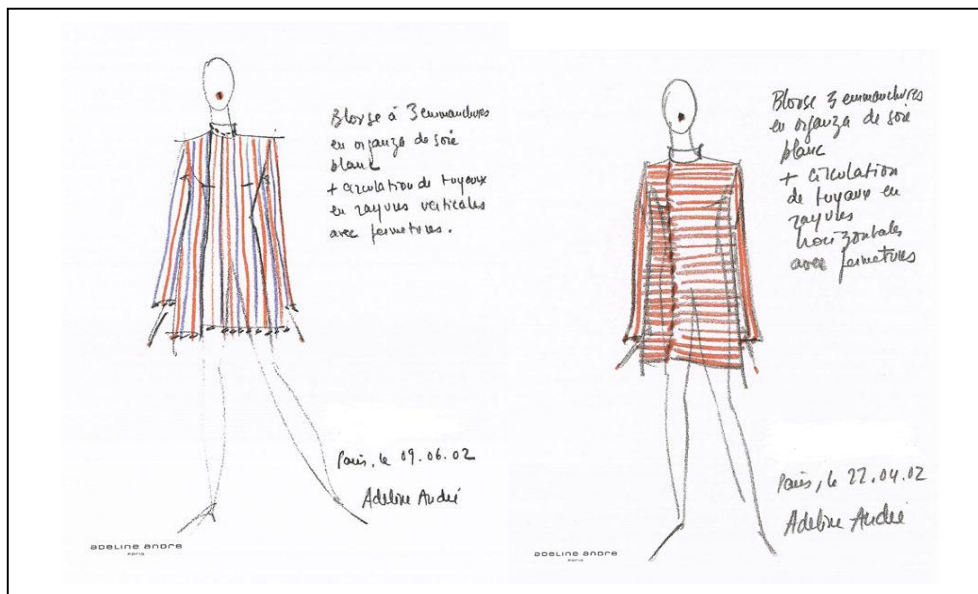 Blouse à 3 emmanchures
en organza de soie
blanc
+ circulation de tuyaux
en rayures verticales
avec fermetures.
Paris, le 09.06.02
Adeline André
adeline andre
PARIS
Blouse 3 emmanchures
en organza de soie
blanc
+ circulation
de tuyaux en
rayures
horizontales
avec fermetures
Paris, le 22.04.02
Adeline André
adeline andre
PARIS